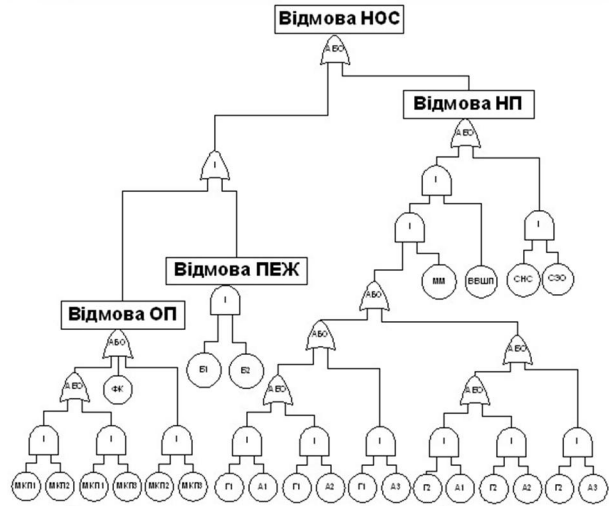 Відмова НОС
АБО
Відмова НП
АБО
І
І
І
І
Відмова ПЕЖ
І
ММ
ВВШП
СНС
СЗО
АБО
Відмова ОП
АБО
АБО
АБО
Б1
Б2
АБО
ФК
АБО
АБО
І
І
І
І
І
І
І
І
І
МКП1
МКП2
МКП1
МКП3
МКП2
МКП3
Г1
А1
Г1
А2
Г1
А3
Г2
А1
Г2
А2
Г2
А3